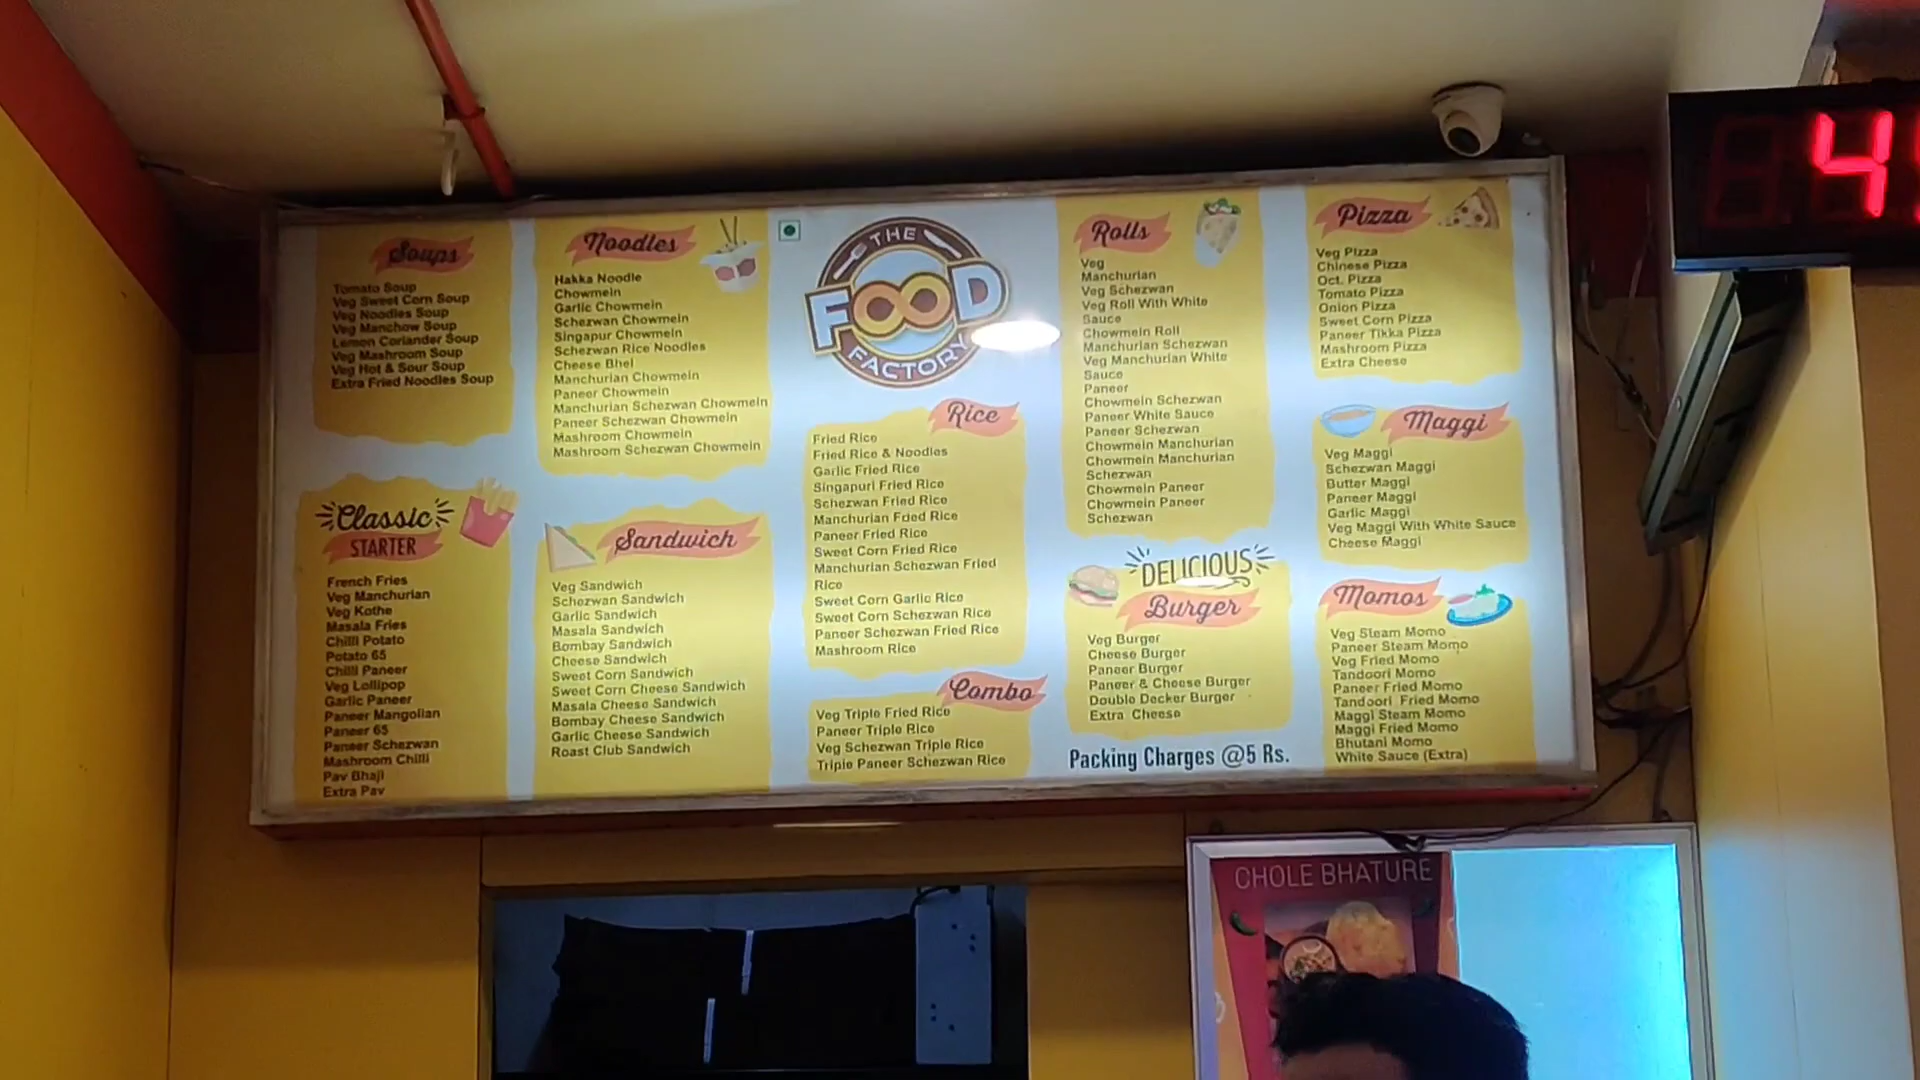 Soups
Tomato Soup
Veg Sweet Corn Soup
Veg Noodles Soup
Veg Manchow Soup
Lemon Coriander Soup
Veg Mashroom Soup
Veg Hot & Sour Soup
Extra Fried Noodles Soup
Classic
STARTER
French Fries
Veg Manchurian
Veg Kothe
Masala Fries
Chilli Potato
Potato 65
Chilli Paneer
Veg Lollipop
Garlic Paneer
Paneer Mangolian
Paneer 65
Paneer Schezwan
Mashroom Chilli
Pav Bhaji
Extra Pav
Noodles
Hakka Noodle
Chowmein
Garlic Chowmein
Schezwan Chowmein
Singapur Chowmein
Schezwan Rice Noodles
Cheese Bhel
Manchurian Chowmein
Paneer Chowmein
Manchurian Schezwan Chowmein
Paneer Schezwan Chowmein
Mashroom Chowmein
Mashroom Schezwan Chowmein
Sandwich
Veg Sandwich
Schezwan Sandwich
Garlic Sandwich
Masala Sandwich
Bombay Sandwich
Cheese Sandwich
Sweet Corn Sandwich
Sweet Corn Cheese Sandwich
Masala Cheese Sandwich
Bombay Cheese Sandwich
Garlic Cheese Sandwich
Roast Club Sandwich
THE
FOOD
FACTORY
Rice
Fried Rice
Fried Rice & Noodles
Garlic Fried Rice
Singapuri Fried Rice
Schezwan Fried Rice
Manchurian Fried Rice
Paneer Fried Rice
Sweet Corn Fried Rice
Manchurian Schezwan Fried
Rice
Sweet Corn Garlic Rice
Sweet Corn Schezwan Rice
Paneer Schezwan Fried Rice
Mashroom Rice
Combo
Veg Triple Fried Rice
Paneer Triple Rice
Veg Schezwan Triple Rice
Triple Paneer Schezwan Rice
Rolls
Veg
Manchurian
Veg Schezwan
Veg Roll With White
Sauce
Chowmein Roll
Manchurian Schezwan
Veg Manchurian White
Sauce
Paneer
Chowmein Schezwan
Paneer White Sauce
Paneer Schezwan
Chowmein Manchurian
Chowmein Manchurian
Schezwan
Chowmein Paneer
Chowmein Paneer
Schezwan
DELICIOUS
Burger
Veg Burger
Cheese Burger
Paneer Burger
Paneer & Cheese Burger
Double Decker Burger
Extra Cheese
Packing Charges @5 Rs.
Pizza
Veg Pizza
Chinese Pizza
Oct. Pizza
Tomato Pizza
Onion Pizza
Sweet Corn Pizza
Paneer Tikka Pizza
Mashroom Pizza
Extra Cheese
Maggi
Veg Maggi
Schezwan Maggi
Butter Maggi
Paneer Maggi
Garlic Maggi
Veg Maggi With White Sauce
Cheese Maggi
Momos
Veg Steam Momo
Paneer Steam Momo
Veg Fried Momo
Tandoori Momo
Paneer Fried Momo
Tandoori Fried Momo
Maggi Steam Momo
Maggi Fried Momo
Bhutani Momo
White Sauce (Extra)
4
CHOLE BHATURE